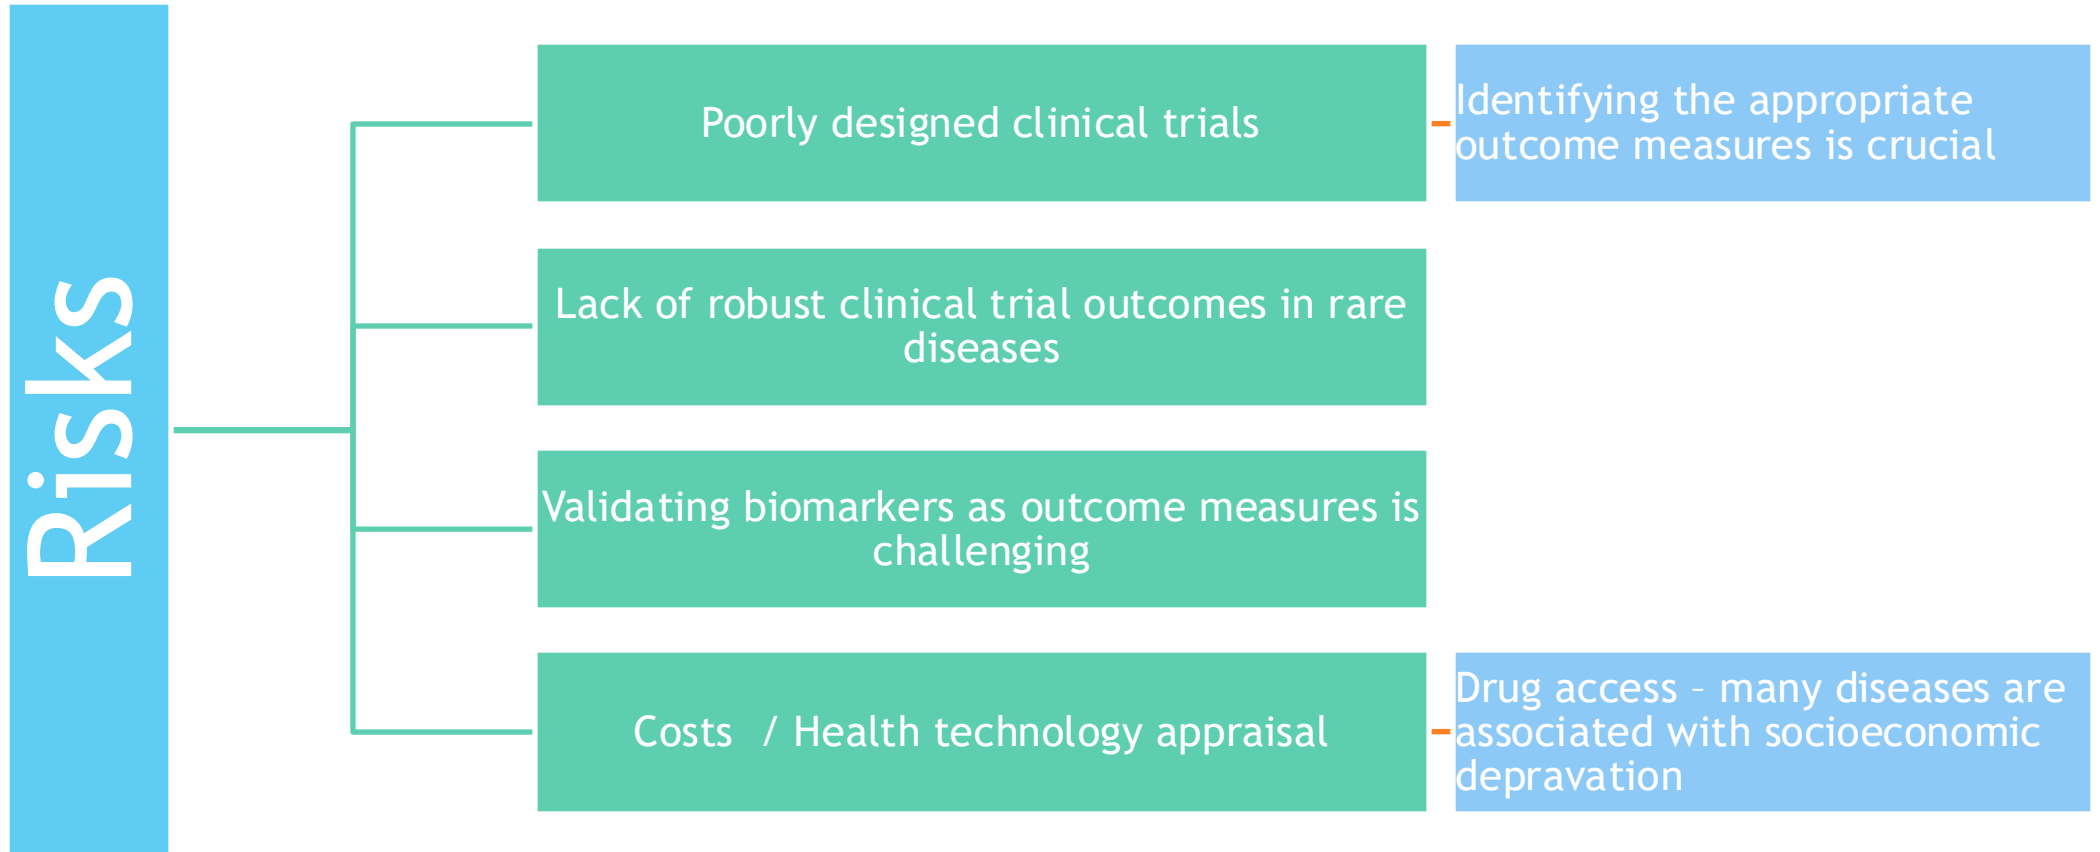 Risks
Poorly designed clinical trials
Identifying the appropriate
outcome measures is crucial
Lack of robust clinical trial outcomes in rare
diseases
Validating biomarkers as outcome measures is
challenging
Costs  / Health technology appraisal
Drug access – many diseases are
associated with socioeconomic
depravation